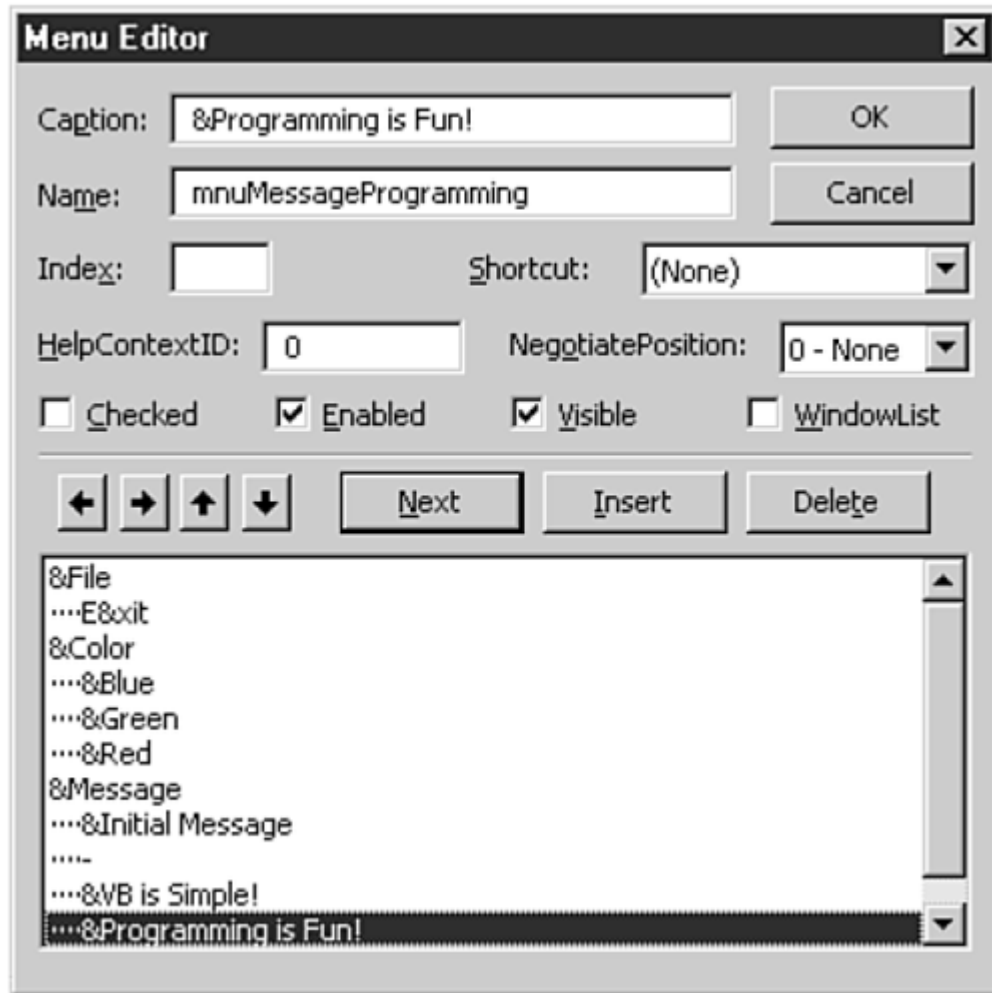 Menu Editor
Caption: &Programming is Fun! OK
Name: mnuMessageProgramming Cancel
Index: Shortcut: (None)
HelpContextID: 0 NegotiatePosition: 0 - None
Checked Enabled Visible WindowList
Next Insert Delete
&File
····E&xit
&Color
····&Blue
····&Green
····&Red
&Message
····&Initial Message
····-
····&VB is Simple!
····&Programming is Fun!